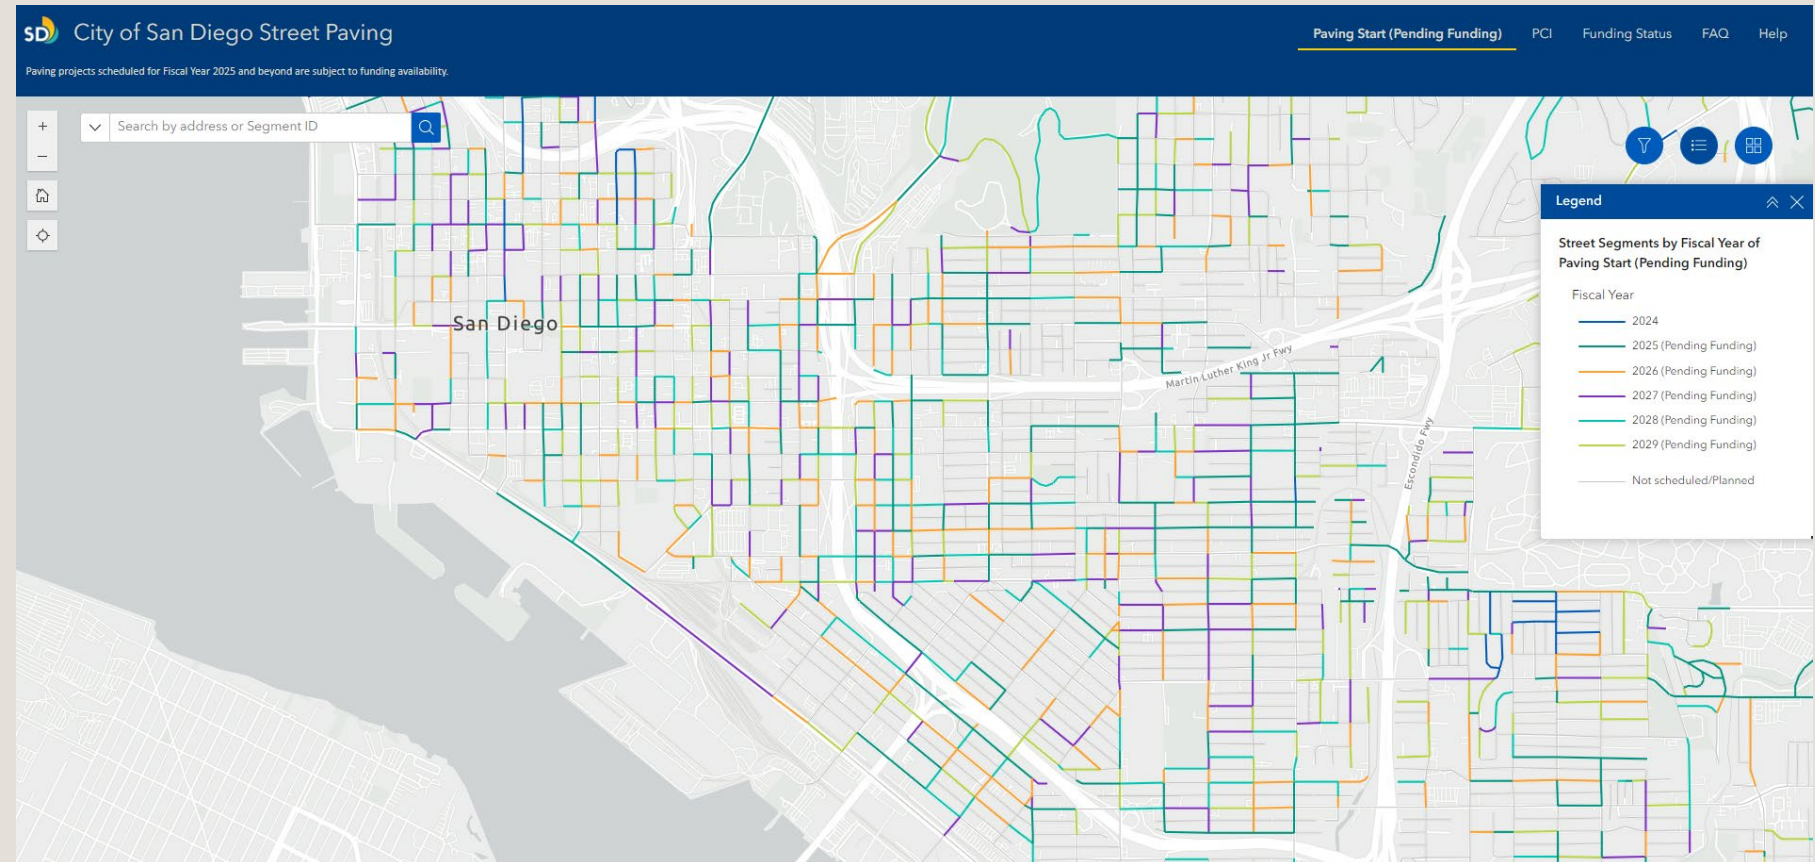 SD
City of San Diego Street Paving
Paving Start (Pending Funding)
PCI
Funding Status
FAQ
Help
Paving projects scheduled for Fiscal Year 2025 and beyond are subject to funding availability.
Search by address or Segment ID
Legend
Street Segments by Fiscal Year of
Paving Start (Pending Funding)
Fiscal Year
2024
2025 (Pending Funding)
2026 (Pending Funding)
2027 (Pending Funding)
2028 (Pending Funding)
2029 (Pending Funding)
Not scheduled/Planned
San Diego
Martin Luther King Jr Fwy
Escondido Fwy